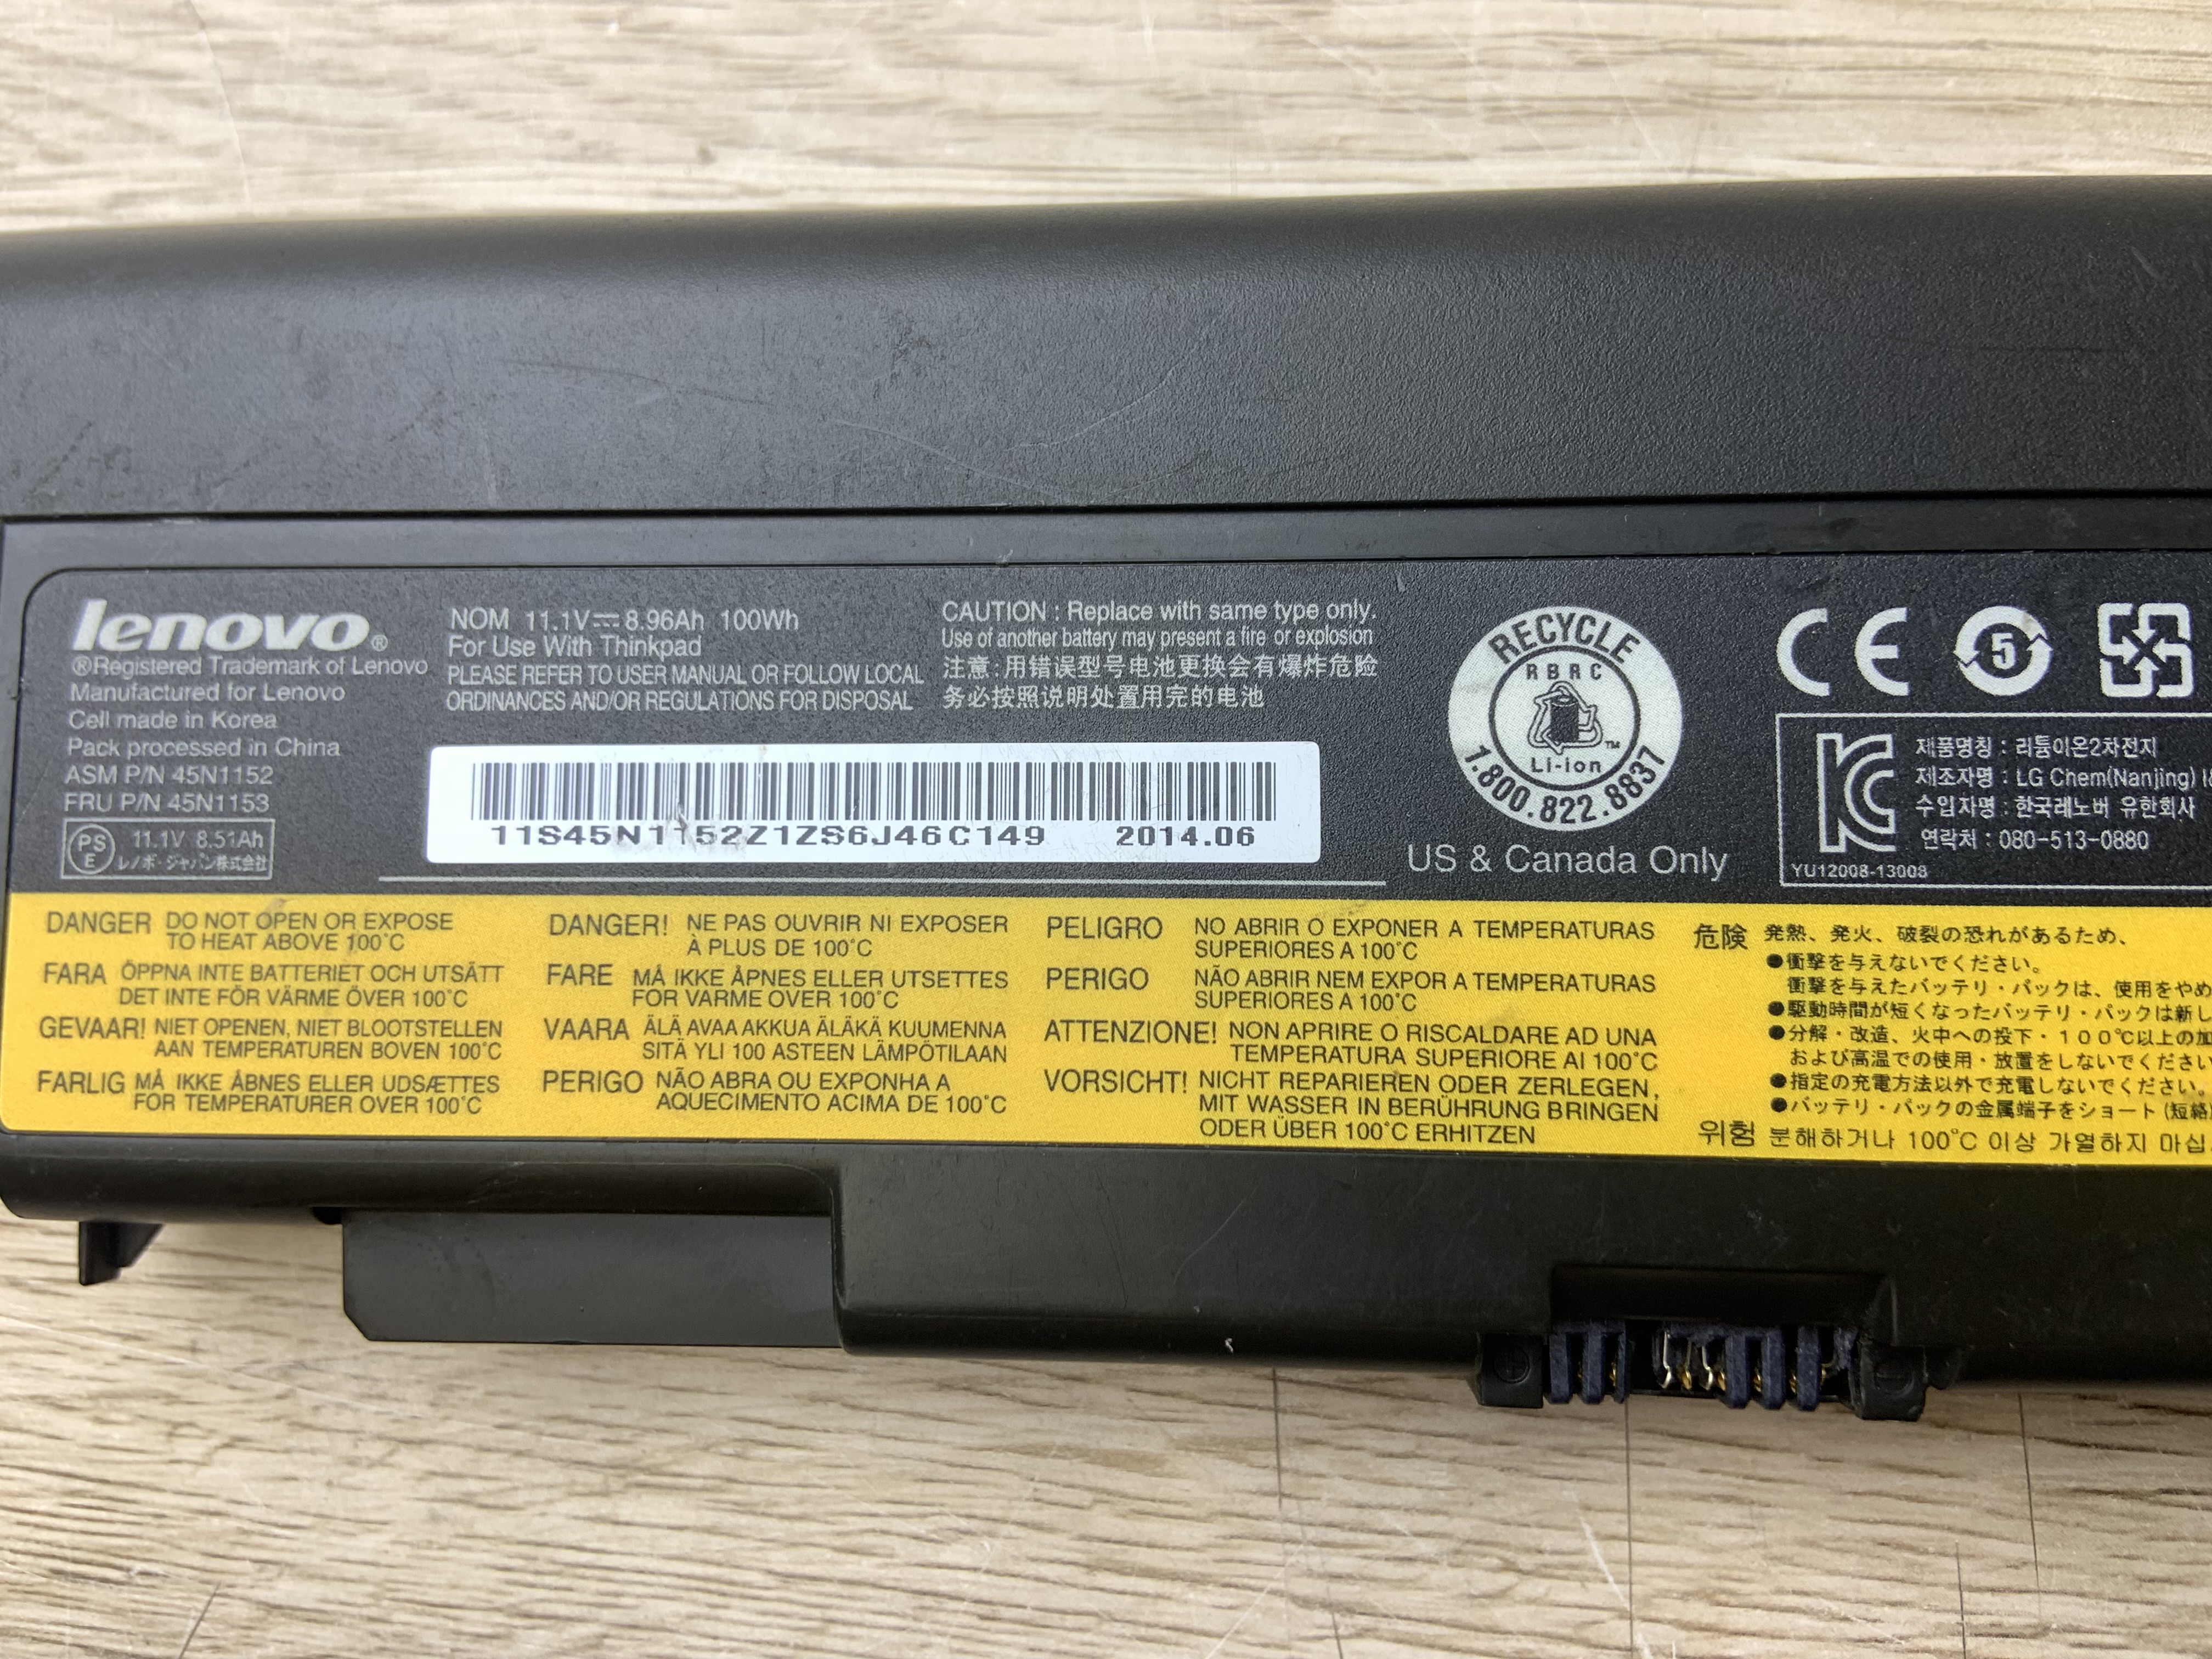 lenovo®
®Registered Trademark of Lenovo
Manufactured for Lenovo
Cell made in Korea
Pack processed in China
ASM P/N 45N1152
FRU P/N 45N1153
PS E
11.1V 8.51Ah
レノボ・ジャパン株式会社
NOM 11.1V⎓8.96Ah 100Wh
For Use With Thinkpad
PLEASE REFER TO USER MANUAL OR FOLLOW LOCAL
ORDINANCES AND/OR REGULATIONS FOR DISPOSAL
CAUTION : Replace with same type only.
Use of another battery may present a fire or explosion
注意:用错误型号电池更换会有爆炸危险
务必按照说明处置用完的电池
11S45N1152Z1ZS6J46C149 2014.06
RECYCLE
RBRC
Li-ion
TM
1.800.822.8837
US & Canada Only
CE
5
제품명칭 : 리튬이온2차전지
제조자명 : LG Chem(Nanjing)
수입자명 : 한국레노버 유한회사
연락처 : 080-513-0880
YU12008-13008
DANGER DO NOT OPEN OR EXPOSE
TO HEAT ABOVE 100°C
FARA ÖPPNA INTE BATTERIET OCH UTSÄTT
DET INTE FÖR VÄRME ÖVER 100°C
GEVAAR! NIET OPENEN, NIET BLOOTSTELLEN
AAN TEMPERATUREN BOVEN 100°C
FARLIG MÅ IKKE ÅBNES ELLER UDSÆTTES
FOR TEMPERATURER OVER 100°C
DANGER! NE PAS OUVRIR NI EXPOSER
À PLUS DE 100°C
FARE MÅ IKKE ÅPNES ELLER UTSETTES
FOR VARME OVER 100°C
VAARA ÄLÄ AVAA AKKUA ÄLÄKÄ KUUMENNA
SITÄ YLI 100 ASTEEN LÄMPÖTILAAN
PERIGO NÃO ABRA OU EXPONHA A
AQUECIMENTO ACIMA DE 100°C
PELIGRO NO ABRIR O EXPONER A TEMPERATURAS
SUPERIORES A 100°C
PERIGO NÃO ABRIR NEM EXPOR A TEMPERATURAS
SUPERIORES A 100°C
ATTENZIONE! NON APRIRE O RISCALDARE AD UNA
TEMPERATURA SUPERIORE AI 100°C
VORSICHT! NICHT REPARIEREN ODER ZERLEGEN,
MIT WASSER IN BERÜHRUNG BRINGEN
ODER ÜBER 100°C ERHITZEN
危険 発熱、発火、破裂の恐れがあるため、
●衝撃を与えないでください。
衝撃を与えたバッテリ・パックは、使用をやめ
●駆動時間が短くなったバッテリ・パックは新し
●分解・改造、火中への投下・100℃以上の加
および高温での使用・放置をしないでください
●指定の充電方法以外で充電しないでください。
●バッテリ・パックの金属端子をショート(短絡
위험 분해하거나 100°C 이상 가열하지 마십